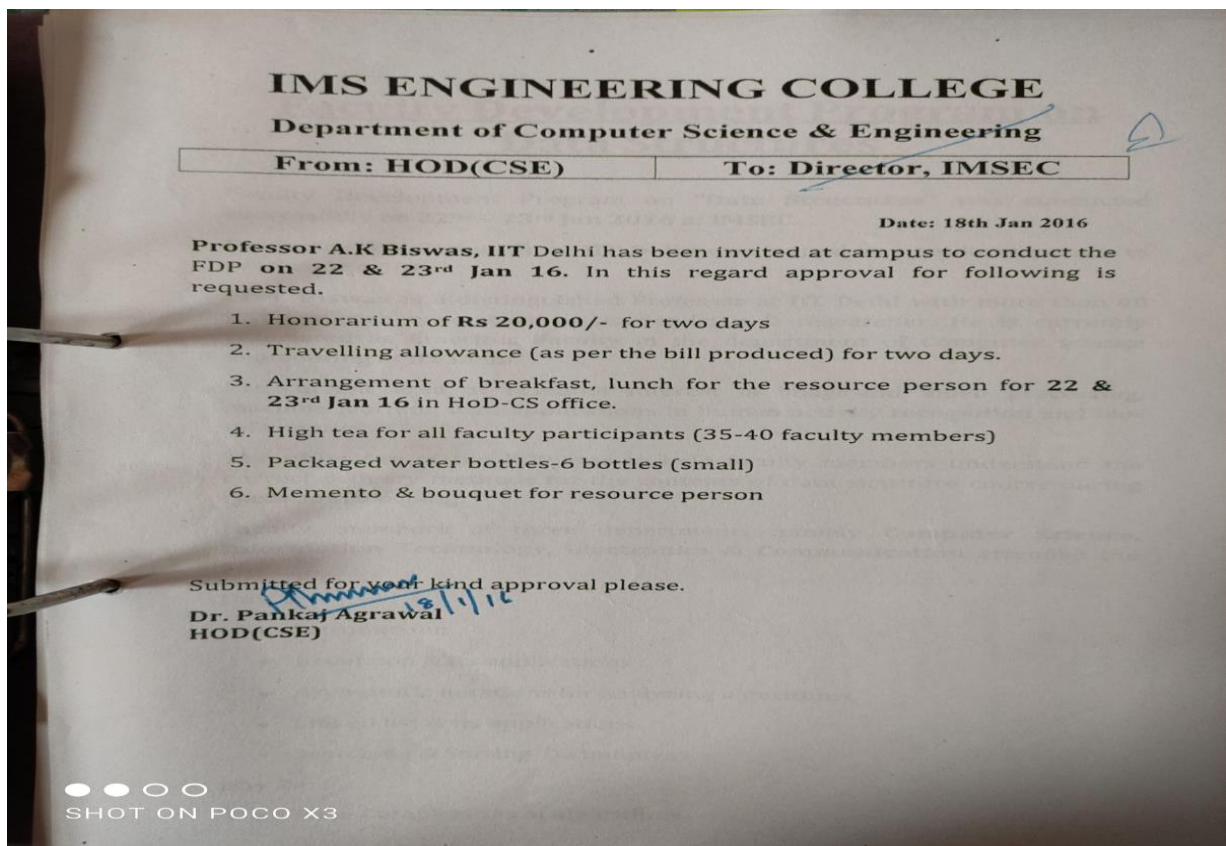 IMS ENGINEERING COLLEGE
Department of Computer Science & Engineering
From: HOD(CSE) To: Director, IMSEC
Date: 18th Jan 2016
Professor A.K Biswas, IIT Delhi has been invited at campus to conduct the
FDP on 22 & 23rd Jan 16. In this regard approval for following is
requested.
1. Honorarium of Rs 20,000/- for two days
2. Travelling allowance (as per the bill produced) for two days.
3. Arrangement of breakfast, lunch for the resource person for 22 &
23rd Jan 16 in HoD-CS office.
4. High tea for all faculty participants (35-40 faculty members)
5. Packaged water bottles-6 bottles (small)
6. Memento & bouquet for resource person
Submitted for your kind approval please.
18/1/16
Dr. Pankaj Agrawal
HOD(CSE)
SHOT ON POCO X3